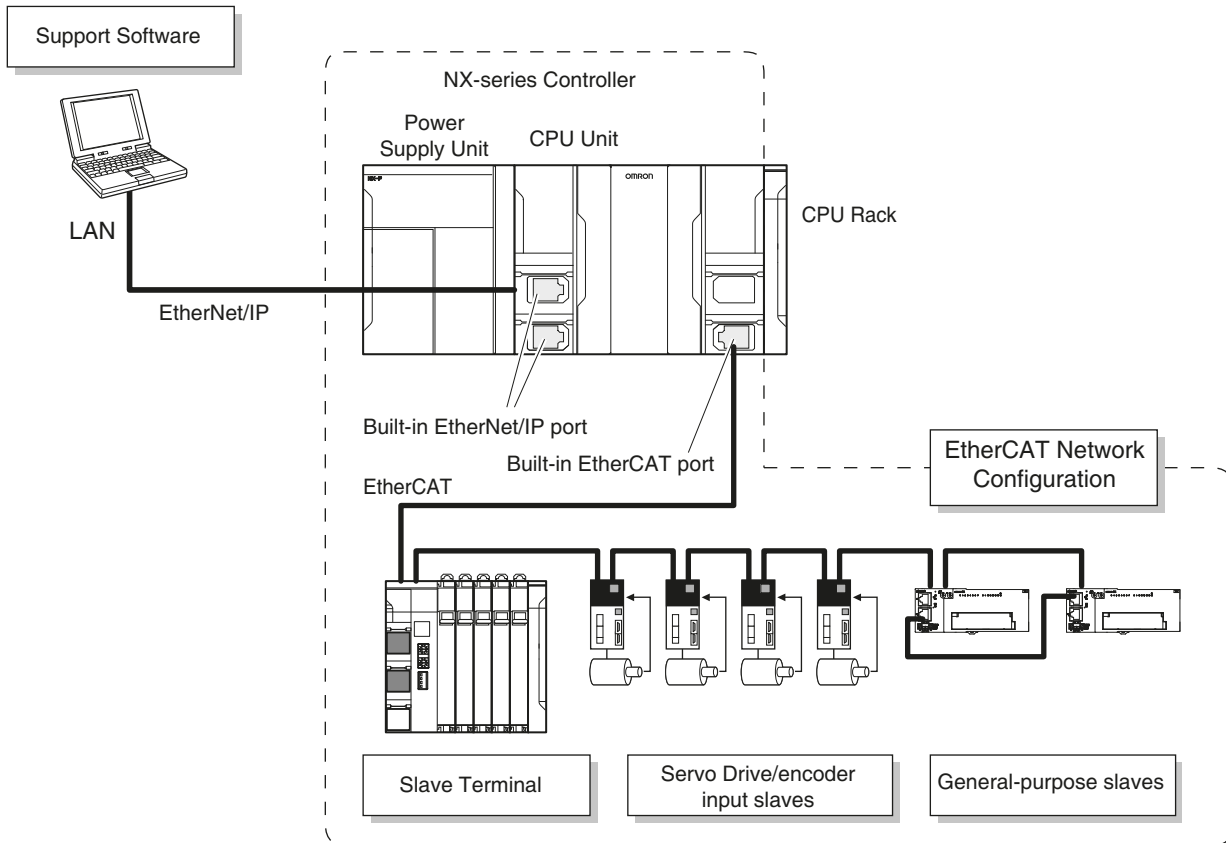 Support Software
NX-series Controller
Power
Supply Unit
CPU Unit
OMRON
CPU Rack
LAN
EtherNet/IP
Built-in EtherNet/IP port
Built-in EtherCAT port
EtherCAT
EtherCAT Network
Configuration
Slave Terminal
Servo Drive/encoder
input slaves
General-purpose slaves